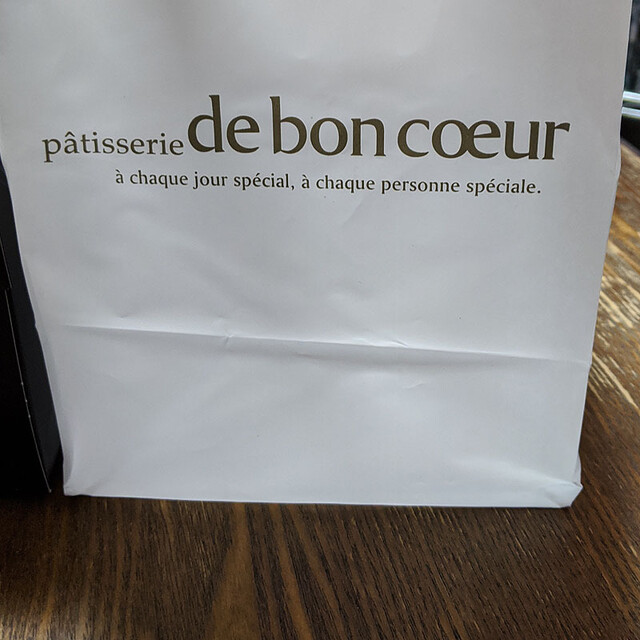 pâtisserie de bon cœur
à chaque jour spécial, à chaque personne spéciale.